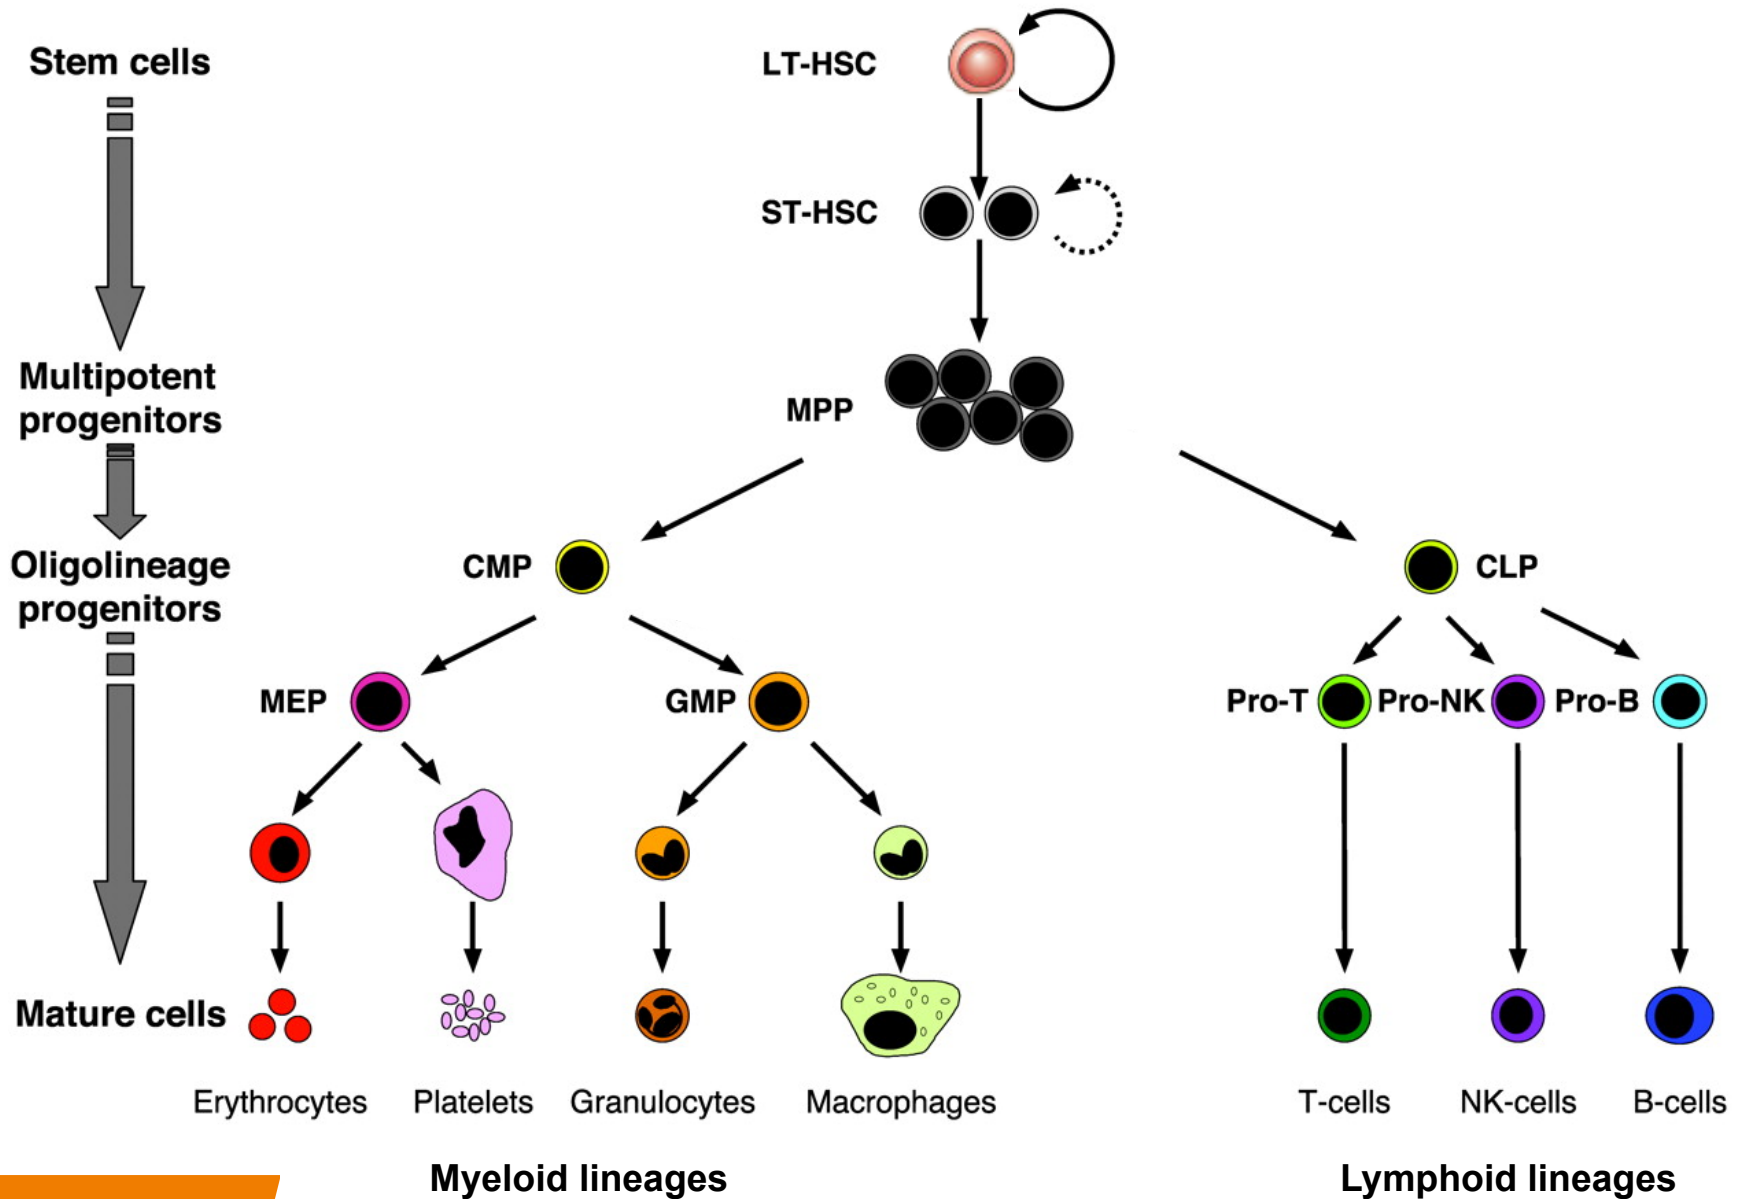 Stem cells
LT-HSC
ST-HSC
Multipotent
progenitors
MPP
Oligolineage
progenitors
CMP
CLP
MEP
GMP
Pro-T
Pro-NK
Pro-B
Mature cells
Erythrocytes
Platelets
Granulocytes
Macrophages
T-cells
NK-cells
B-cells
Myeloid lineages
Lymphoid lineages